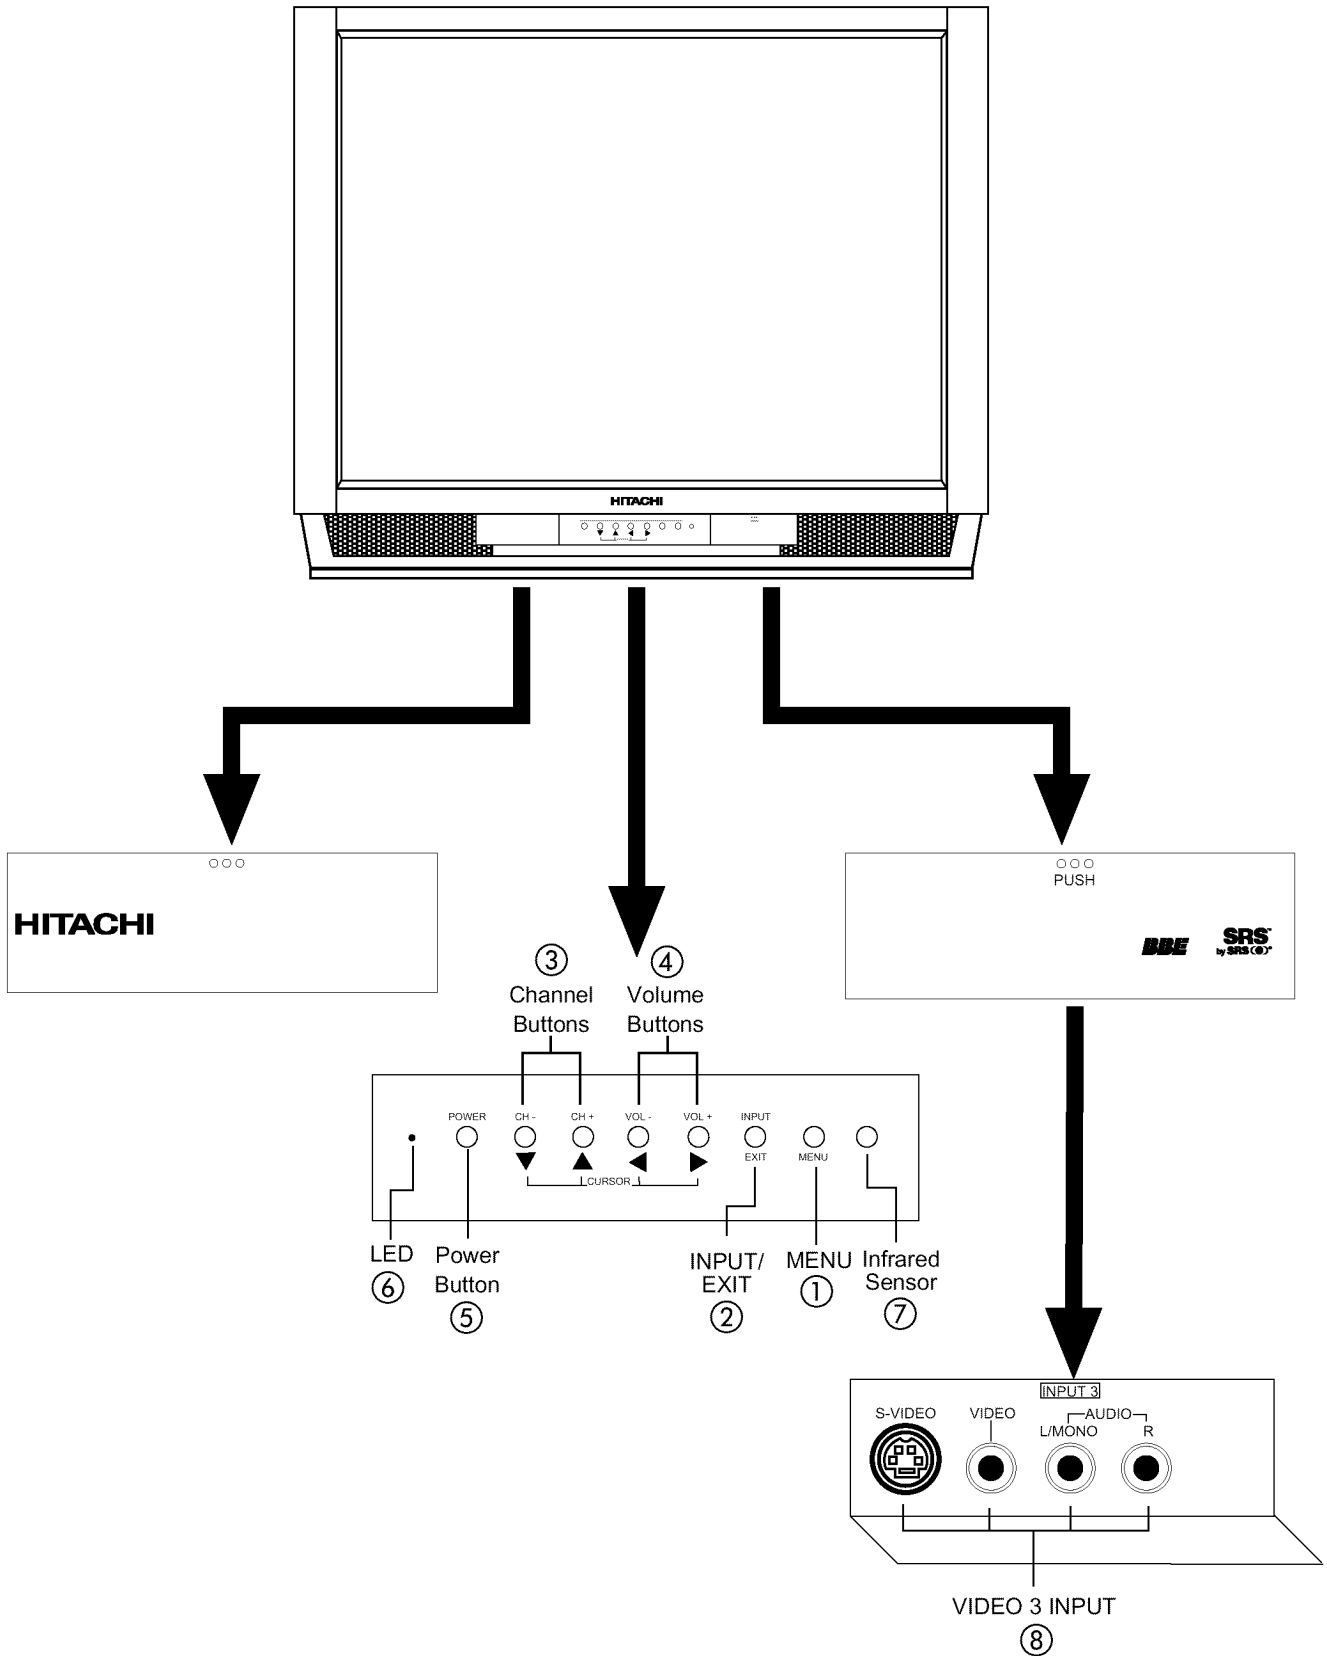 HITACHI
HITACHI
PUSH
BBE
SRS™
by SRS(●)®
③
Channel
Buttons
④
Volume
Buttons
POWER
CH -
CH +
VOL -
VOL +
INPUT
EXIT
MENU
CURSOR
LED
⑥
Power
Button
⑤
INPUT/
EXIT
②
MENU
①
Infrared
Sensor
⑦
INPUT 3
S-VIDEO
VIDEO
AUDIO
L/MONO
R
VIDEO 3 INPUT
⑧